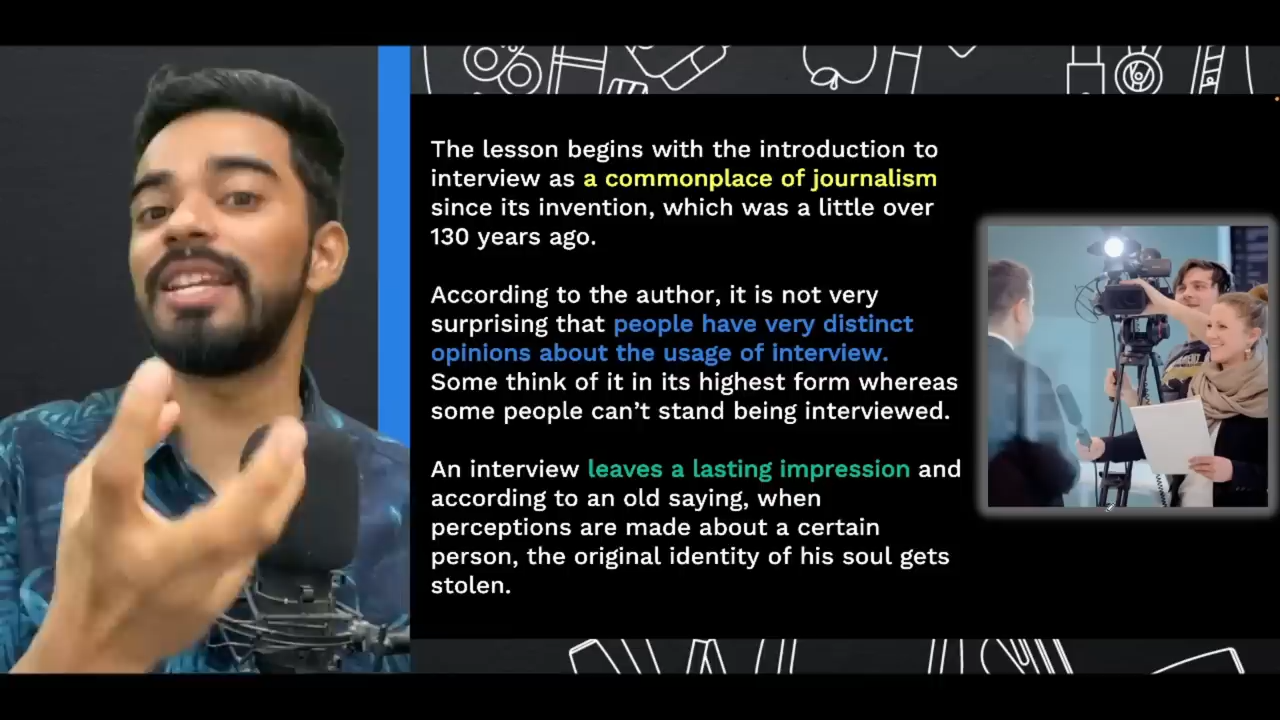 The lesson begins with the introduction to
interview as a commonplace of journalism
since its invention, which was a little over
130 years ago.
According to the author, it is not very
surprising that people have very distinct
opinions about the usage of interview.
Some think of it in its highest form whereas
some people can't stand being interviewed.
An interview leaves a lasting impression and
according to an old saying, when
perceptions are made about a certain
person, the original identity of his soul gets
stolen.